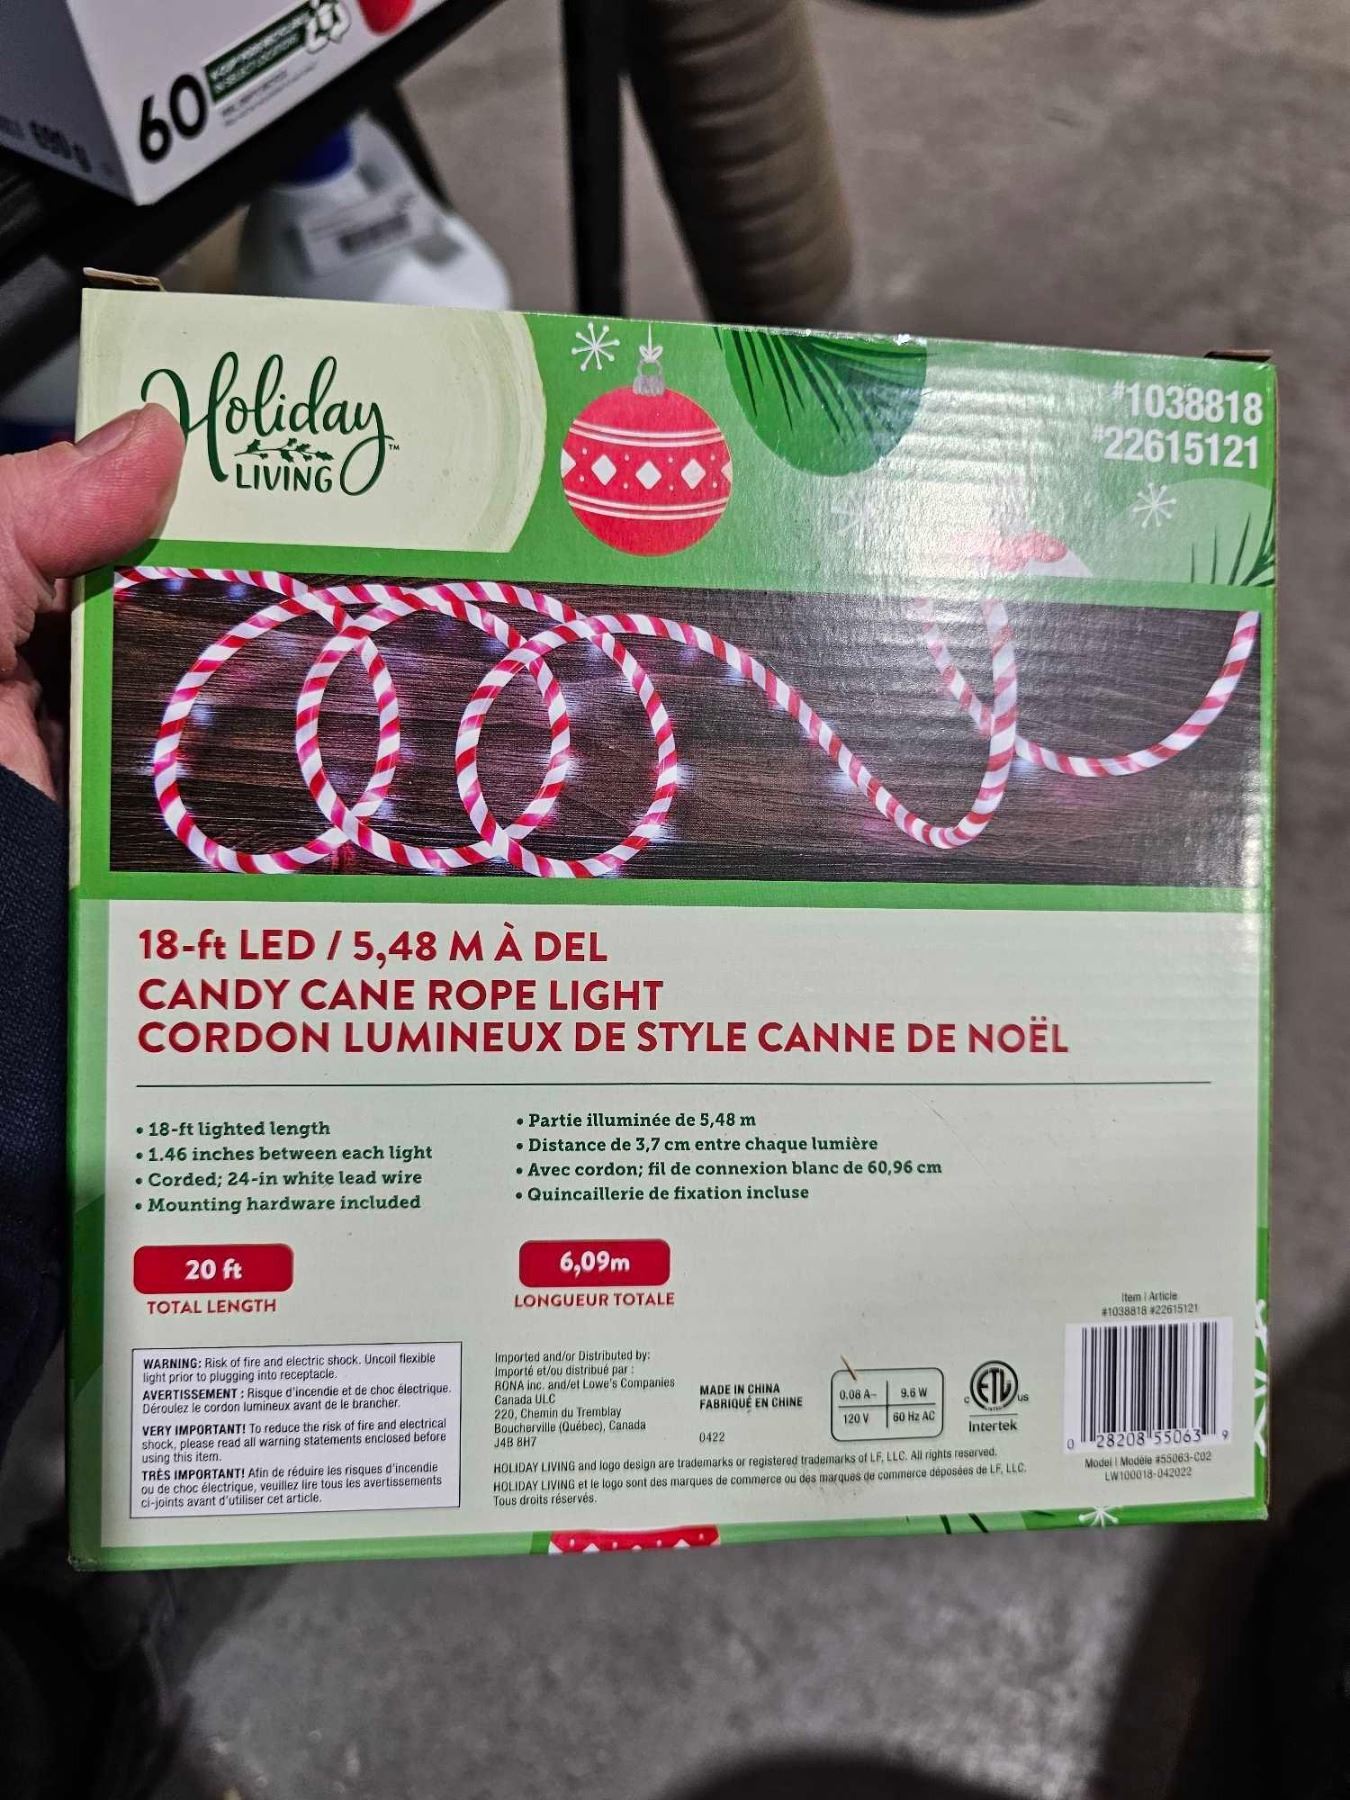 60
690 g
Holiday
LIVING™
#1038818
#22615121
18-ft LED / 5,48 M À DEL
CANDY CANE ROPE LIGHT
CORDON LUMINEUX DE STYLE CANNE DE NOËL
• 18-ft lighted length
• 1.46 inches between each light
• Corded; 24-in white lead wire
• Mounting hardware included
• Partie illuminée de 5,48 m
• Distance de 3,7 cm entre chaque lumière
• Avec cordon; fil de connexion blanc de 60,96 cm
• Quincaillerie de fixation incluse
20 ft
TOTAL LENGTH
6,09m
LONGUEUR TOTALE
WARNING: Risk of fire and electric shock. Uncoil flexible
light prior to plugging into receptacle.
AVERTISSEMENT : Risque d'incendie et de choc électrique.
Déroulez le cordon lumineux avant de le brancher.
VERY IMPORTANT! To reduce the risk of fire and electrical
shock, please read all warning statements enclosed before
using this item.
TRÈS IMPORTANT! Afin de réduire les risques d'incendie
ou de choc électrique, veuillez lire tous les avertissements
ci-joints avant d'utiliser cet article.
Imported and/or Distributed by:
Importé et/ou distribué par :
RONA inc. and/et Lowe's Companies
Canada ULC
220, Chemin du Tremblay
Boucherville (Québec), Canada
J4B 8H7
MADE IN CHINA
FABRIQUÉ EN CHINE
0422
0.08 A~ 9.6 W
120 V 60 Hz AC
C ETL US
INTERTEK
Intertek
HOLIDAY LIVING and logo design are trademarks or registered trademarks of LF, LLC. All rights reserved.
HOLIDAY LIVING et le logo sont des marques de commerce ou des marques de commerce déposées de LF, LLC.
Tous droits réservés.
Item | Article
#1038818 #22615121
0 28208 55063 9
Model | Modèle #55063-C02
LW100018-042022